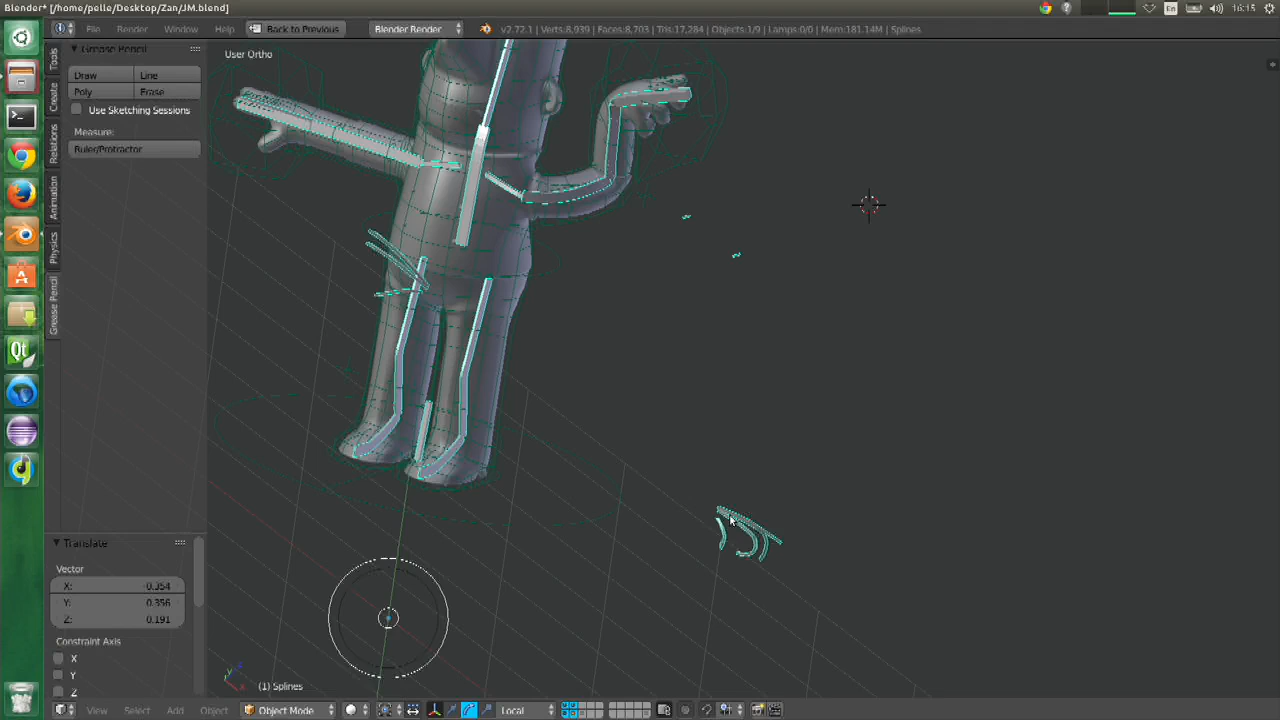 Blender* [/home/pelle/Desktop/Zan/JM.blend]
En
16:15
File Render Window Help
Back to Previous
Blender Render
v2.72.1 | Verts:8,939 | Faces:8,703 | Tris:17,284 | Objects:1/9 | Lamps:0/0 | Mem:181.14M | Splines
Grease Pencil
Draw Line
Poly Erase
Use Sketching Sessions
Measure:
Ruler/Protractor
Tools
Create
Relations
Animation
Physics
Grease Pencil
User Ortho
Translate
Vector
X: -0.354
Y: 0.356
Z: 0.191
Constraint Axis
X
Y
Z
(1) Splines
View Select Add Object
Object Mode
Local